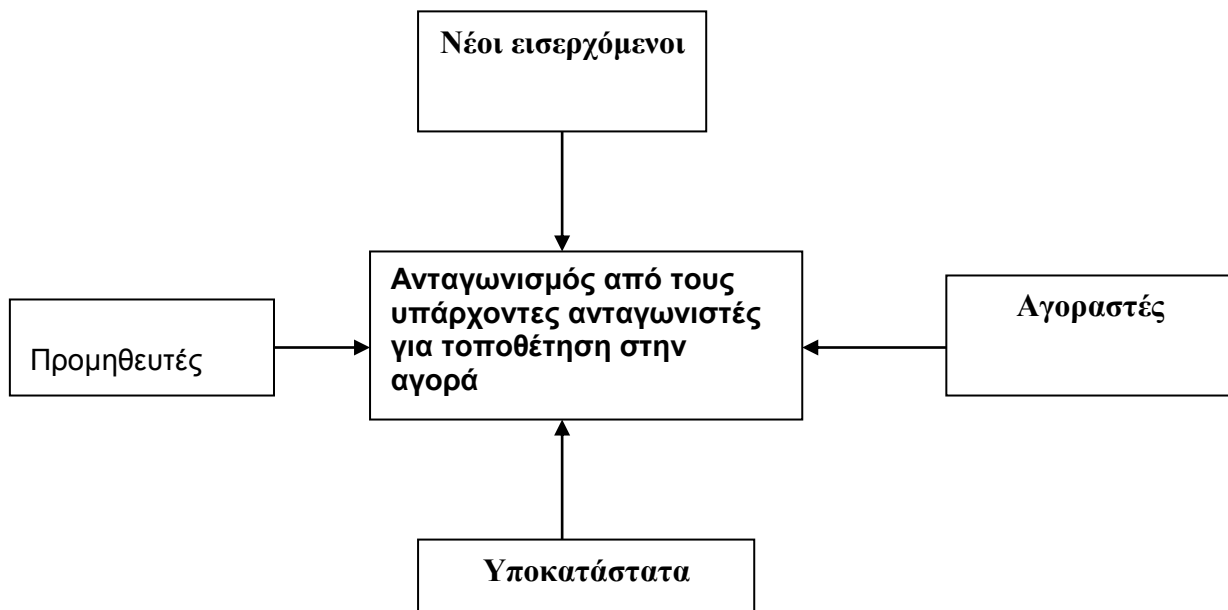 Νέοι εισερχόμενοι
Ανταγωνισμός από τους
υπάρχοντες ανταγωνιστές
για τοποθέτηση στην
αγορά
Αγοραστές
Προμηθευτές
Υποκατάστατα